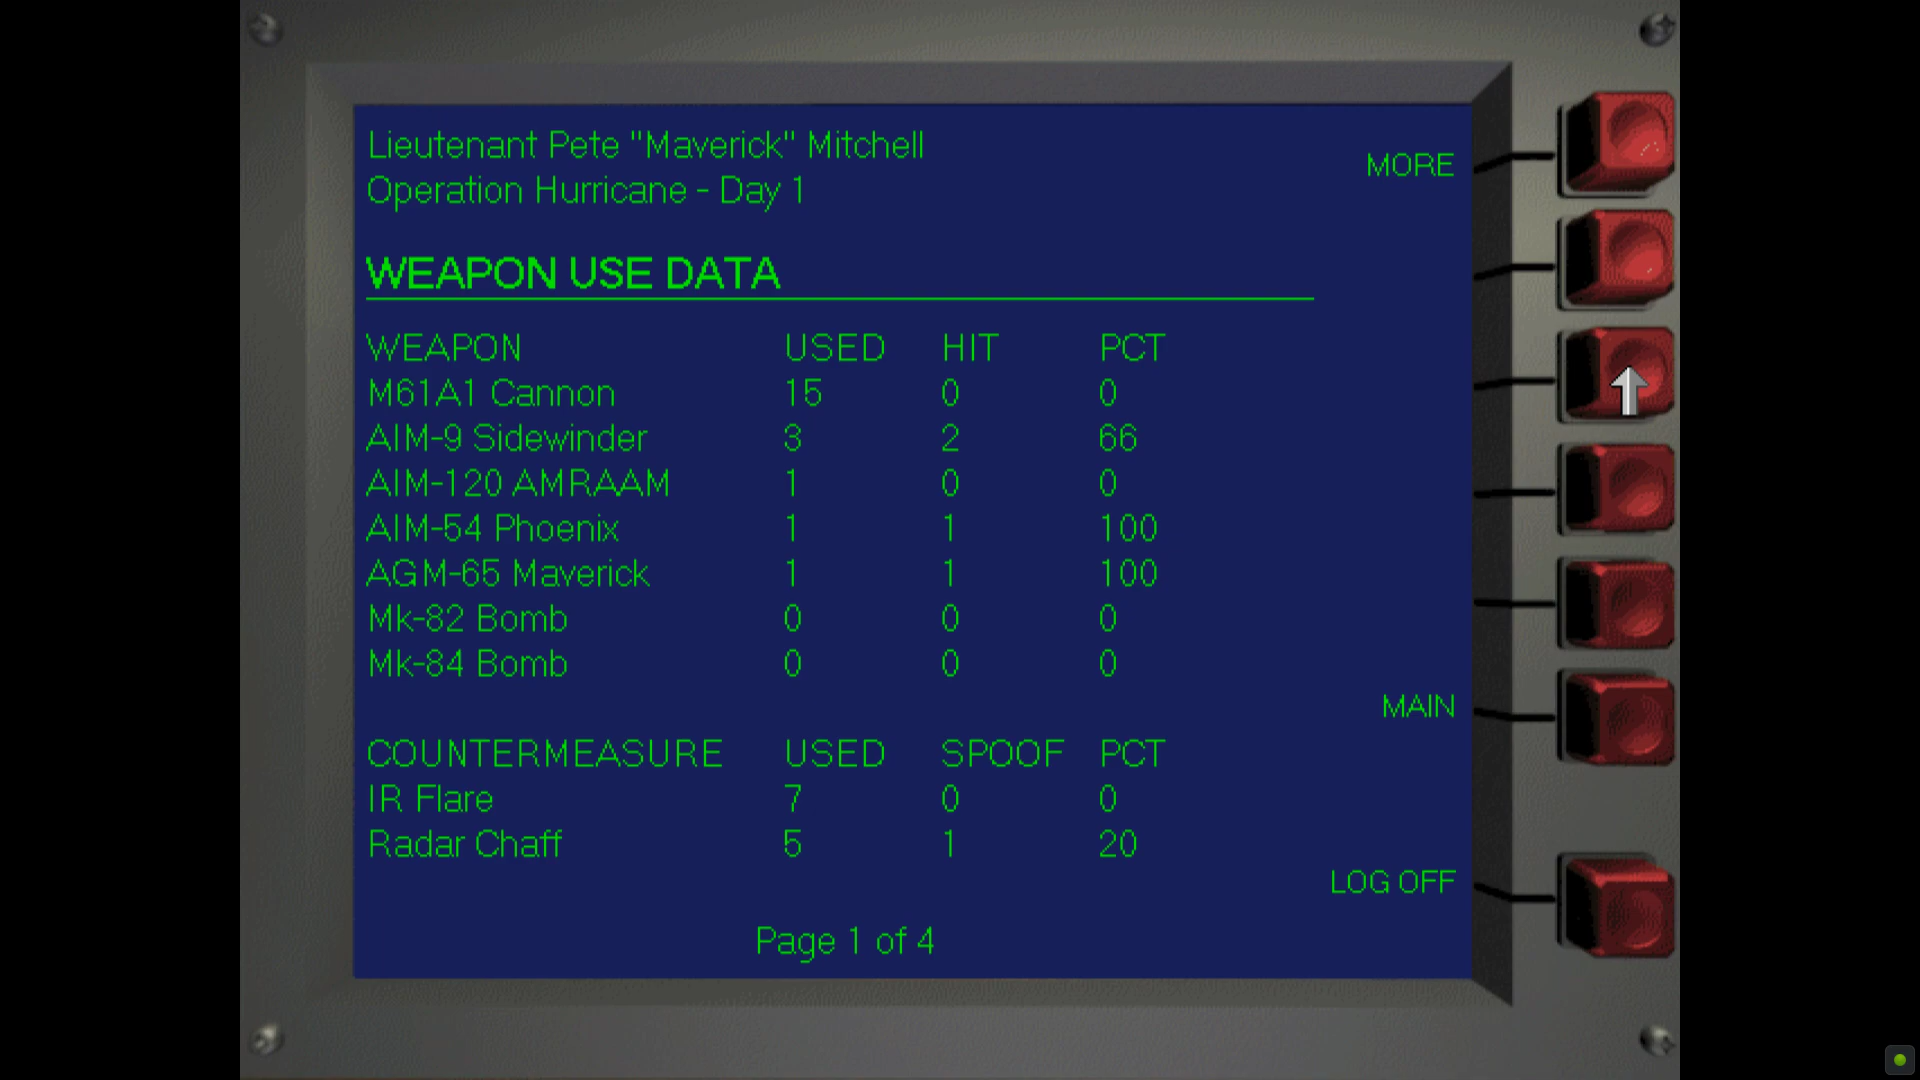 Lieutenant Pete "Maverick" Mitchell
Operation Hurricane - Day 1
MORE
WEAPON USE DATA
WEAPON USED HIT PCT
M61A1 Cannon 15 0 0
AIM-9 Sidewinder 3 2 66
AIM-120 AMRAAM 1 0 0
AIM-54 Phoenix 1 1 100
AGM-65 Maverick 1 1 100
Mk-82 Bomb 0 0 0
Mk-84 Bomb 0 0 0
MAIN
COUNTERMEASURE USED SPOOF PCT
IR Flare 7 0 0
Radar Chaff 5 1 20
LOG OFF
Page 1 of 4